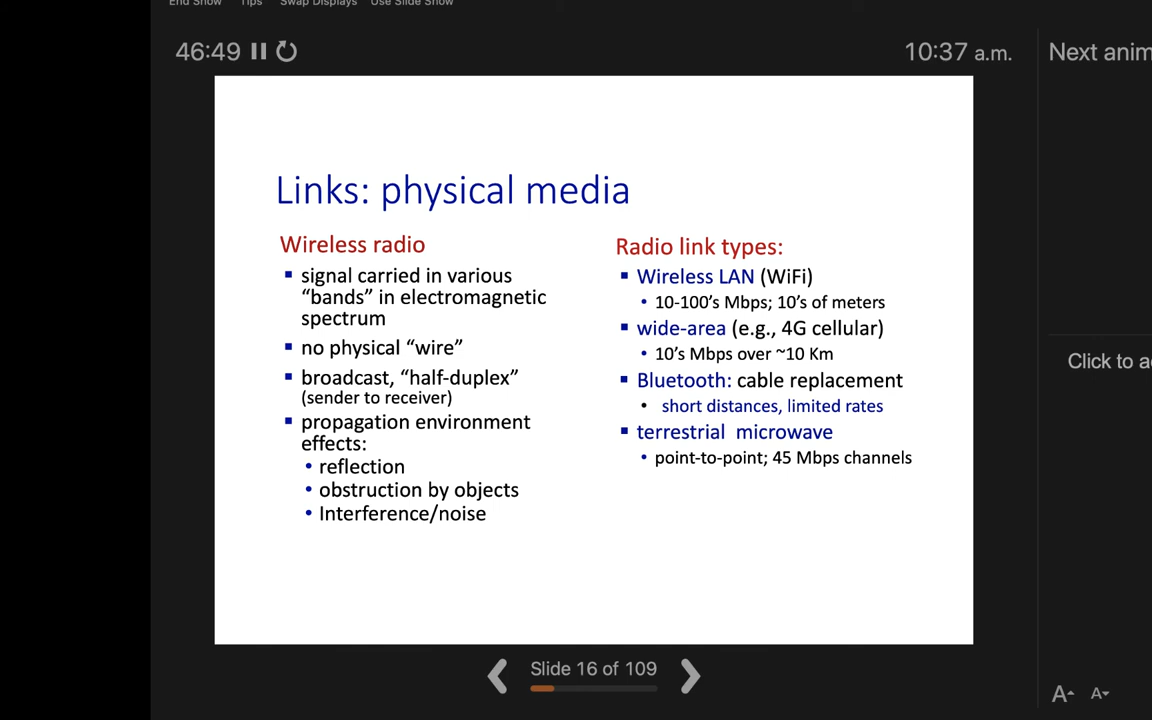 End Show Tips Swap Displays Use Slide Show
46:49
10:37 a.m.
Next anim
Links: physical media
Wireless radio
▪ signal carried in various
“bands” in electromagnetic
spectrum
▪ no physical “wire”
▪ broadcast, “half-duplex”
(sender to receiver)
▪ propagation environment
effects:
• reflection
• obstruction by objects
• Interference/noise
Radio link types:
▪ Wireless LAN (WiFi)
• 10-100’s Mbps; 10’s of meters
▪ wide-area (e.g., 4G cellular)
• 10’s Mbps over ~10 Km
▪ Bluetooth: cable replacement
• short distances, limited rates
▪ terrestrial microwave
• point-to-point; 45 Mbps channels
Click to a
Slide 16 of 109
A A